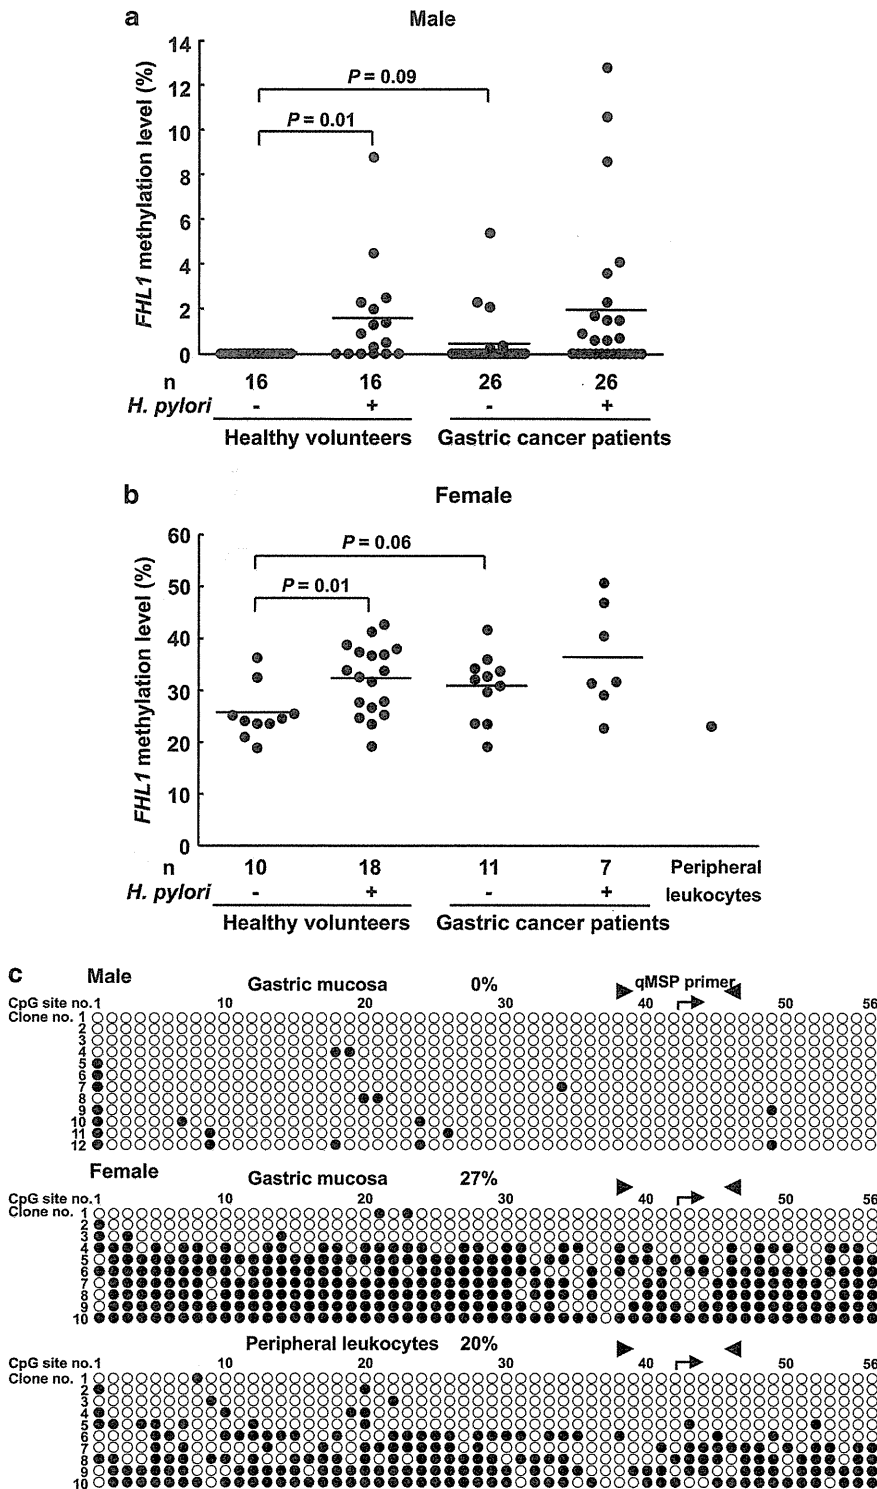 a Male
FHL1 methylation level (%)
14
12
10
8
6
4
2
0
P = 0.09
P = 0.01
n 16 16 26 26
H. pylori - + - +
Healthy volunteers Gastric cancer patients
b Female
FHL1 methylation level (%)
60
50
40
30
20
10
0
P = 0.06
P = 0.01
n 10 18 11 7 Peripheral
H. pylori - + - + leukocytes
Healthy volunteers Gastric cancer patients
c Male Gastric mucosa 0% qMSP primer
CpG site no. 1 10 20 30 40 50 56
Clone no. 1
2
3
4
5
6
7
8
9
10
11
12
Female Gastric mucosa 27%
CpG site no. 1 10 20 30 40 50 56
Clone no. 1
2
3
4
5
6
7
8
9
10
Peripheral leukocytes 20%
CpG site no. 1 10 20 30 40 50 56
Clone no. 1
2
3
4
5
6
7
8
9
10